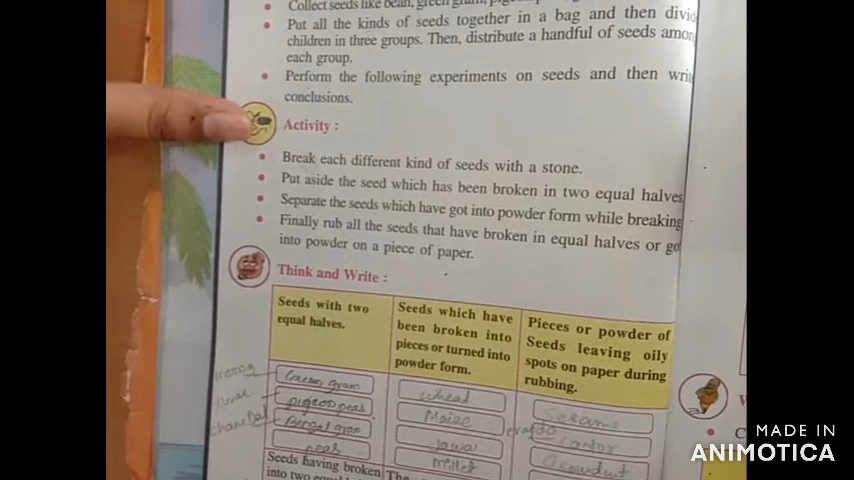 Collect seeds like bean, green gram,
Put all the kinds of seeds together in a bag and then divid
children in three groups. Then, distribute a handful of seeds amon
each group.
Perform the following experiments on seeds and then writ
conclusions.
Activity :
Break each different kind of seeds with a stone.
Put aside the seed which has been broken in two equal halves
Separate the seeds which have got into powder form while breaking
Finally rub all the seeds that have broken in equal halves or go
into powder on a piece of paper.
Think and Write :
Seeds with two
equal halves.
Seeds which have
been broken into
pieces or turned into
powder form.
Pieces or powder of
Seeds leaving oily
spots on paper during
rubbing.
Green gram
pigeon peas
Bengal gram
peas
whead
Maize
Jawar
millet
Sesame
castor
Groundnut
Seeds having broken
into two equal
The
MADE IN
ANIMOTICA